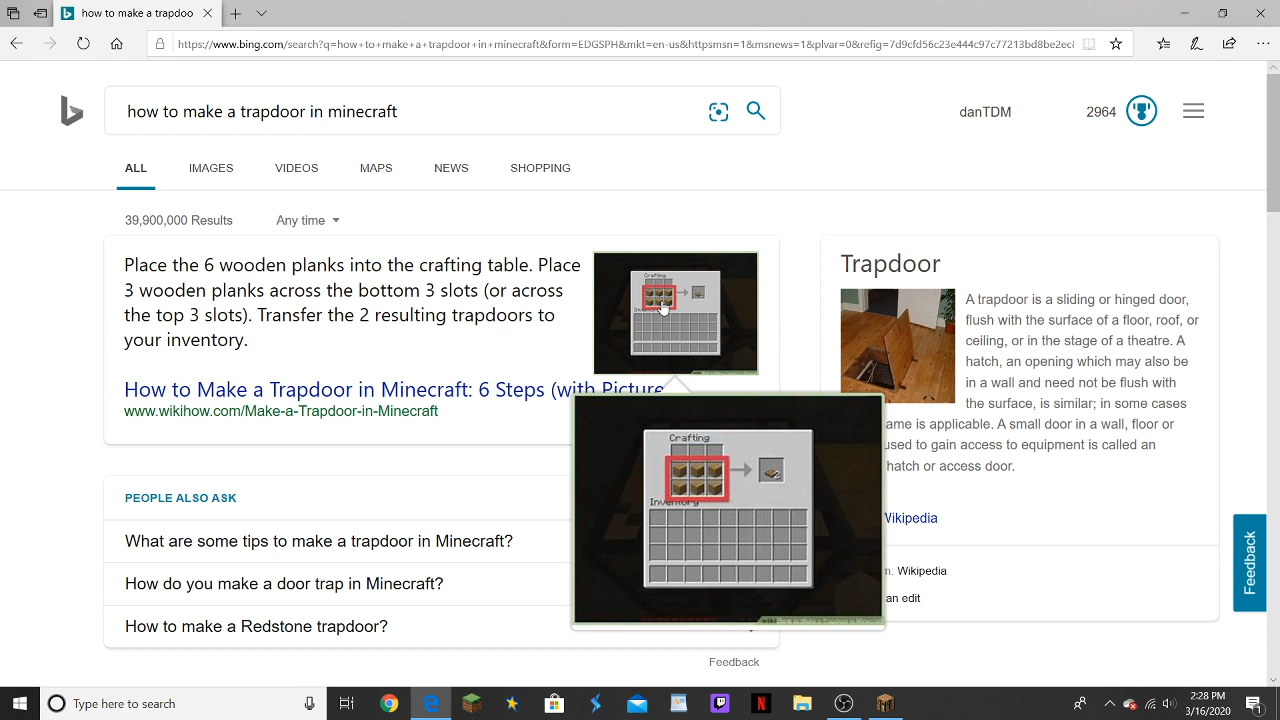 how to make a trapdoor
https://www.bing.com/search?q=how+to+make+a+trapdoor+in+minecraft&form=EDGSPH&mkt=en-us&httpsmsn=1&msnews=1&plvar=0&refig=7d9cfd56c23e444c97c77213bd8be2ec&
how to make a trapdoor in minecraft
danTDM
2964
ALL
IMAGES
VIDEOS
MAPS
NEWS
SHOPPING
39,900,000 Results
Any time
Place the 6 wooden planks into the crafting table. Place
3 wooden planks across the bottom 3 slots (or across
the top 3 slots). Transfer the 2 resulting trapdoors to
your inventory.
Crafting
How to Make a Trapdoor in Minecraft: 6 Steps (with Picture
www.wikihow.com/Make-a-Trapdoor-in-Minecraft
Crafting
2
Inventory
Trapdoor
A trapdoor is a sliding or hinged door,
flush with the surface of a floor, roof, or
ceiling, or in the stage of a theatre. A
hatch, an opening which may also be
in a wall and need not be flush with
the surface, is similar; in some cases
ame is applicable. A small door in a wall, floor or
used to gain access to equipment is called an
hatch or access door.
Wikipedia
m: Wikipedia
an edit
Feedback
PEOPLE ALSO ASK
What are some tips to make a trapdoor in Minecraft?
How do you make a door trap in Minecraft?
How to make a Redstone trapdoor?
Feedback
Type here to search
2:28 PM
3/16/2020
1